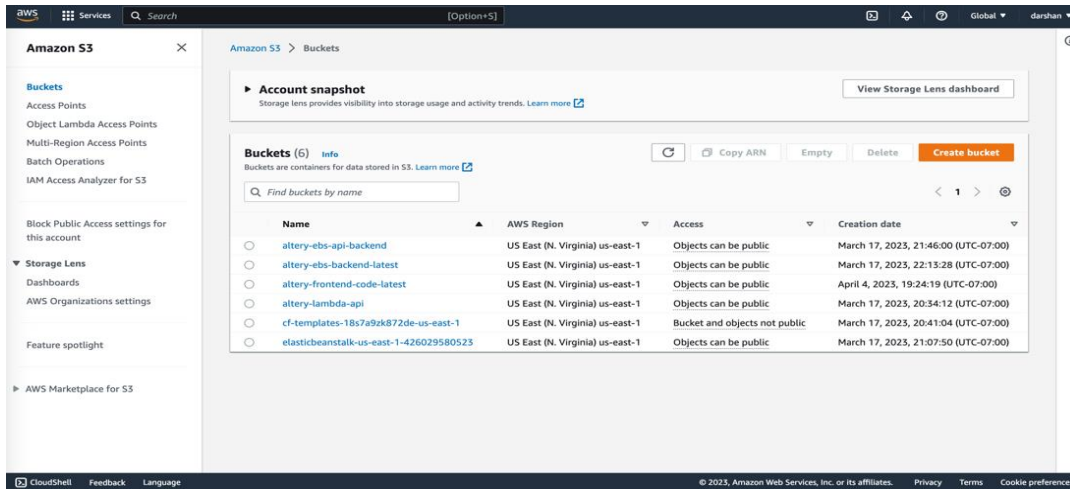 aws Services Search [Option+S] Global darshan
Amazon S3
Amazon S3 > Buckets
Buckets
Access Points
Object Lambda Access Points
Multi-Region Access Points
Batch Operations
IAM Access Analyzer for S3
Block Public Access settings for
this account
Storage Lens
Dashboards
AWS Organizations settings
Feature spotlight
AWS Marketplace for S3
Account snapshot
Storage lens provides visibility into storage usage and activity trends. Learn more
View Storage Lens dashboard
Buckets (6) Info
Buckets are containers for data stored in S3. Learn more
Copy ARN Empty Delete Create bucket
Find buckets by name
< 1 >
Name AWS Region Access Creation date
altery-ebs-api-backend US East (N. Virginia) us-east-1 Objects can be public March 17, 2023, 21:46:00 (UTC-07:00)
altery-ebs-backend-latest US East (N. Virginia) us-east-1 Objects can be public March 17, 2023, 22:13:28 (UTC-07:00)
altery-frontend-code-latest US East (N. Virginia) us-east-1 Objects can be public April 4, 2023, 19:24:19 (UTC-07:00)
altery-lambda-api US East (N. Virginia) us-east-1 Objects can be public March 17, 2023, 20:34:12 (UTC-07:00)
cf-templates-18s7a9zk872de-us-east-1 US East (N. Virginia) us-east-1 Bucket and objects not public March 17, 2023, 20:41:04 (UTC-07:00)
elasticbeanstalk-us-east-1-426029580523 US East (N. Virginia) us-east-1 Objects can be public March 17, 2023, 21:07:50 (UTC-07:00)
CloudShell Feedback Language © 2023, Amazon Web Services, Inc. or its affiliates. Privacy Terms Cookie preference